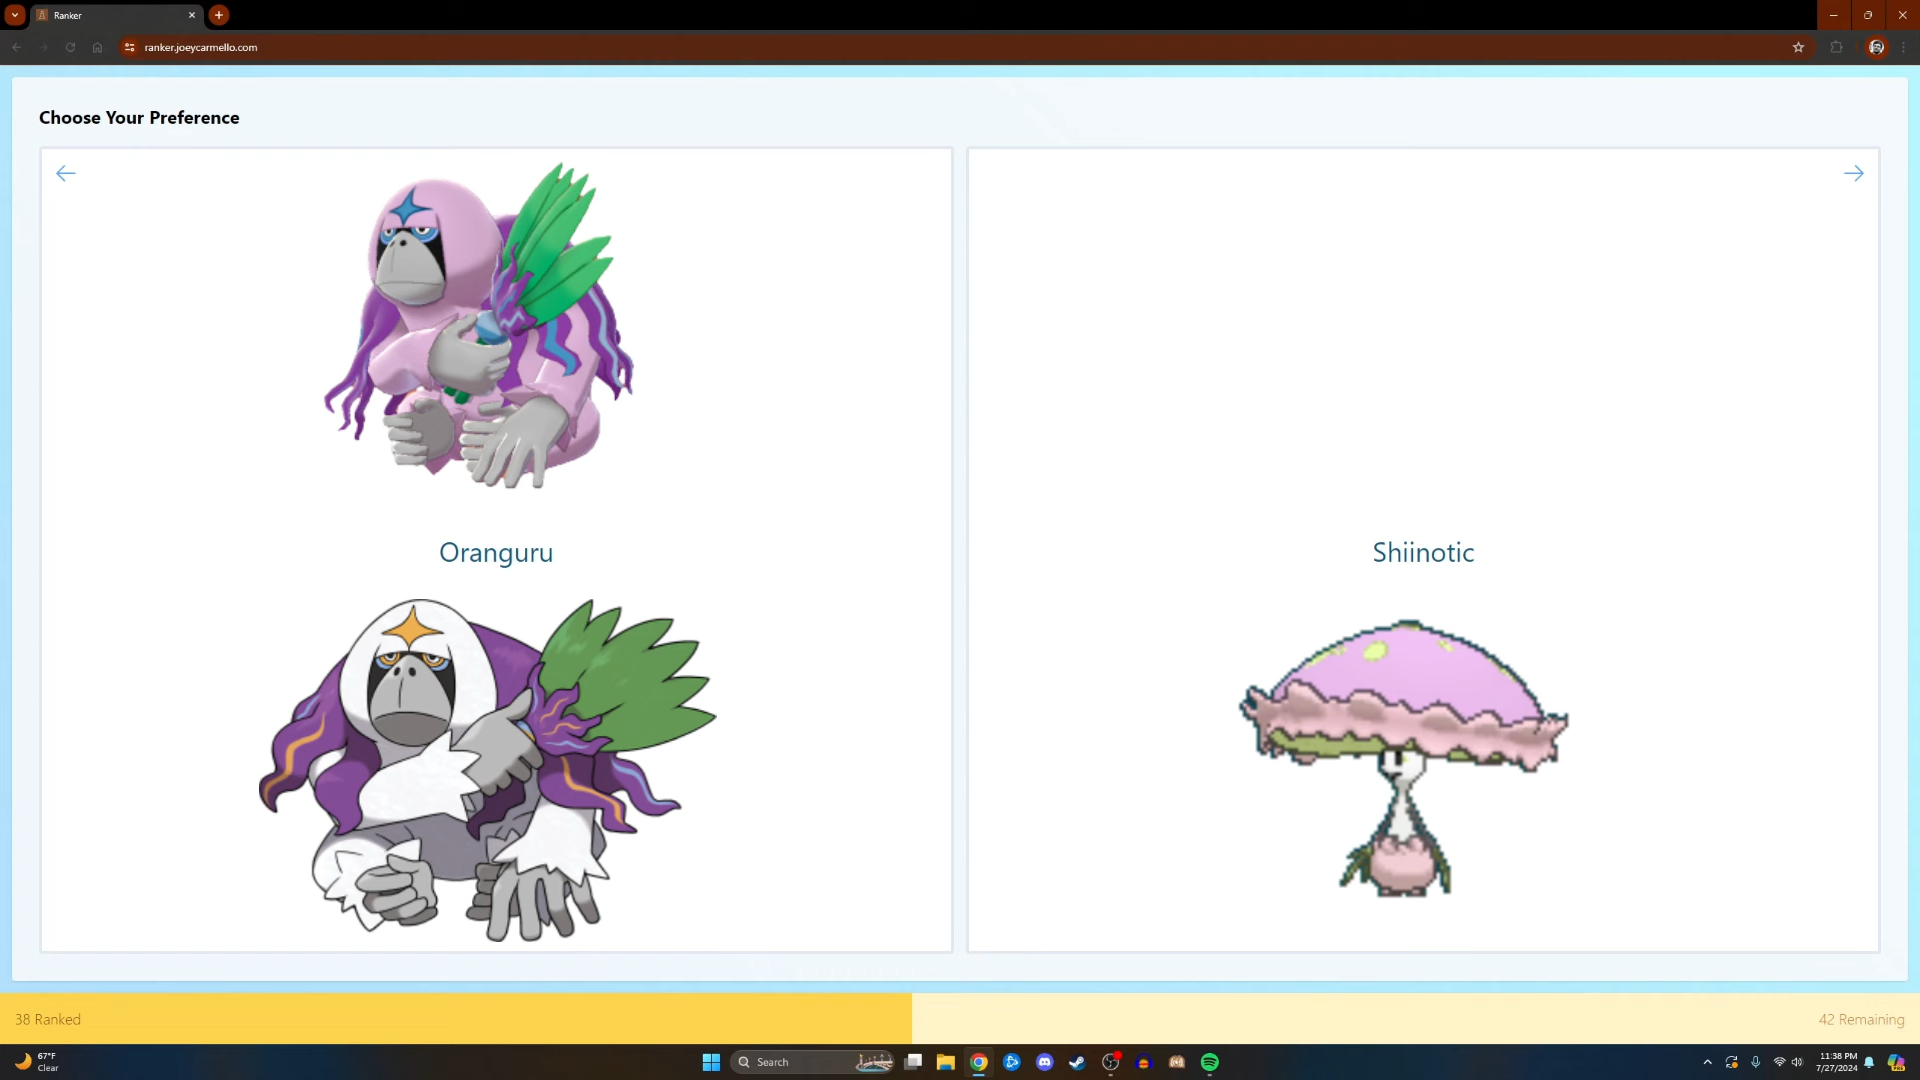 Ranker
ranker.joeycarmello.com
Choose Your Preference
Oranguru
Shiinotic
38 Ranked
42 Remaining
67°F
Clear
Search
11:38 PM
7/27/2024